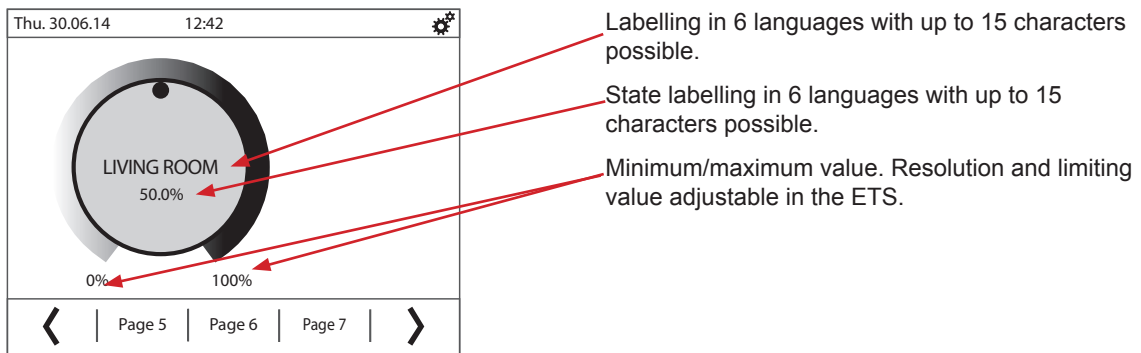 Thu. 30.06.14 12:42
LIVING ROOM
50.0%
0% 100%
Page 5 Page 6 Page 7
Labelling in 6 languages with up to 15 characters
possible.
State labelling in 6 languages with up to 15
characters possible.
Minimum/maximum value. Resolution and limiting
value adjustable in the ETS.